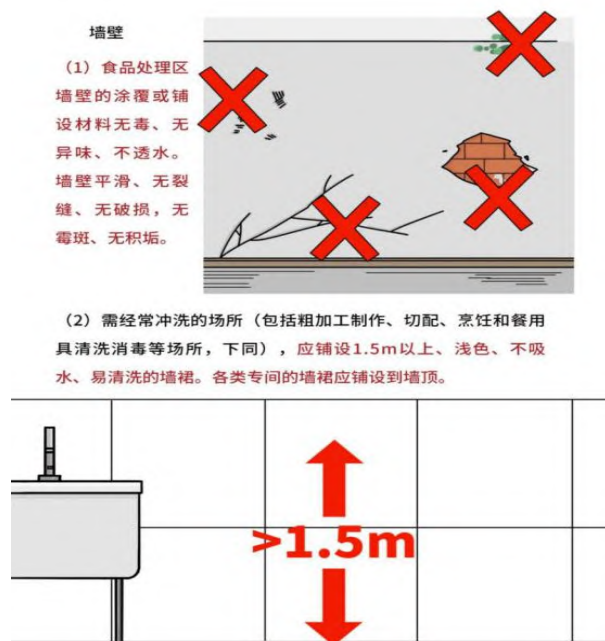 墙壁
（1）食品处理区
墙壁的涂覆或铺
设材料无毒、无
异味、不透水。
墙壁平滑、无裂
缝、无破损，无
霉斑、无积垢。
（2）需经常冲洗的场所（包括粗加工制作、切配、烹饪和餐用
具清洗消毒等场所，下同），应铺设1.5m以上、浅色、不吸
水、易清洗的墙裙。各类专间的墙裙应铺设到墙顶。
>1.5m